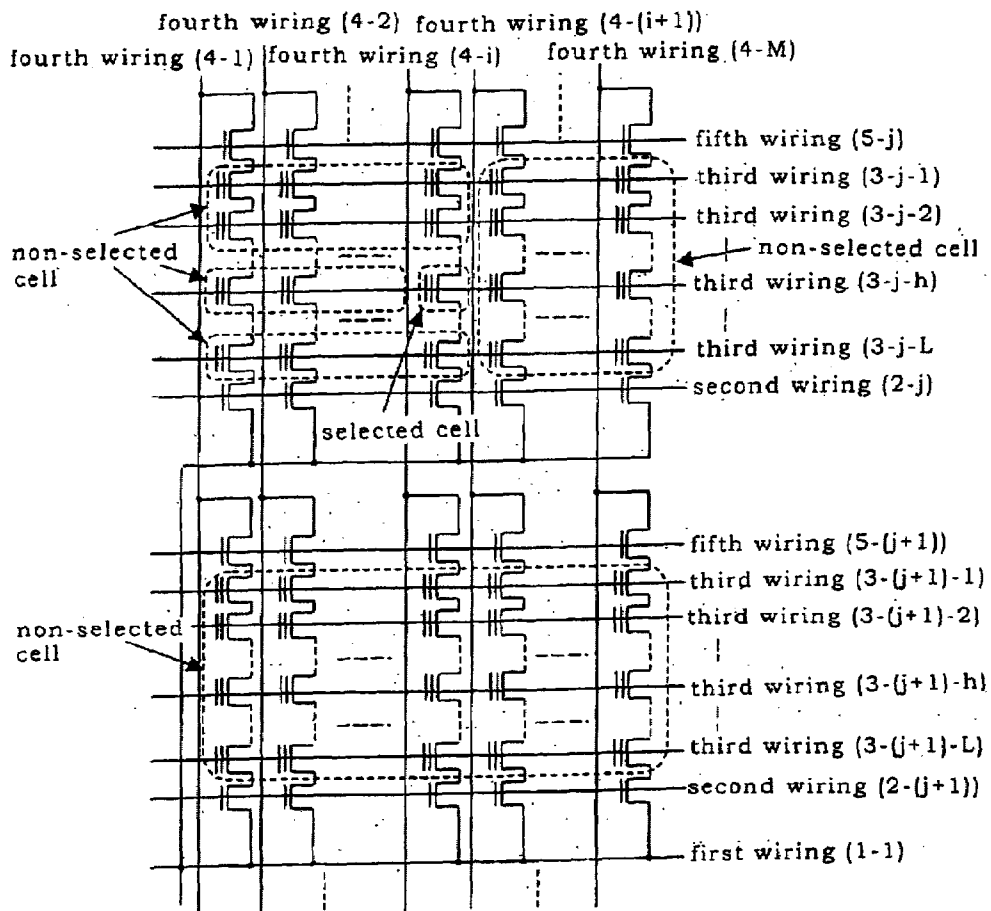 fourth wiring (4-2) fourth wiring (4-(i+1))
fourth wiring (4-1) fourth wiring (4-i) fourth wiring (4-M)
fifth wiring (5-j)
third wiring (3-j-1)
third wiring (3-j-2)
non-selected cell
non-selected
cell
third wiring (3-j-h)
third wiring (3-j-L
second wiring (2-j)
selected cell
fifth wiring (5-(j+1))
third wiring (3-(j+1)-1)
third wiring (3-(j+1)-2)
non-selected
cell
third wiring (3-(j+1)-h)
third wiring (3-(j+1)-L)
second wiring (2-(j+1))
first wiring (1-1)